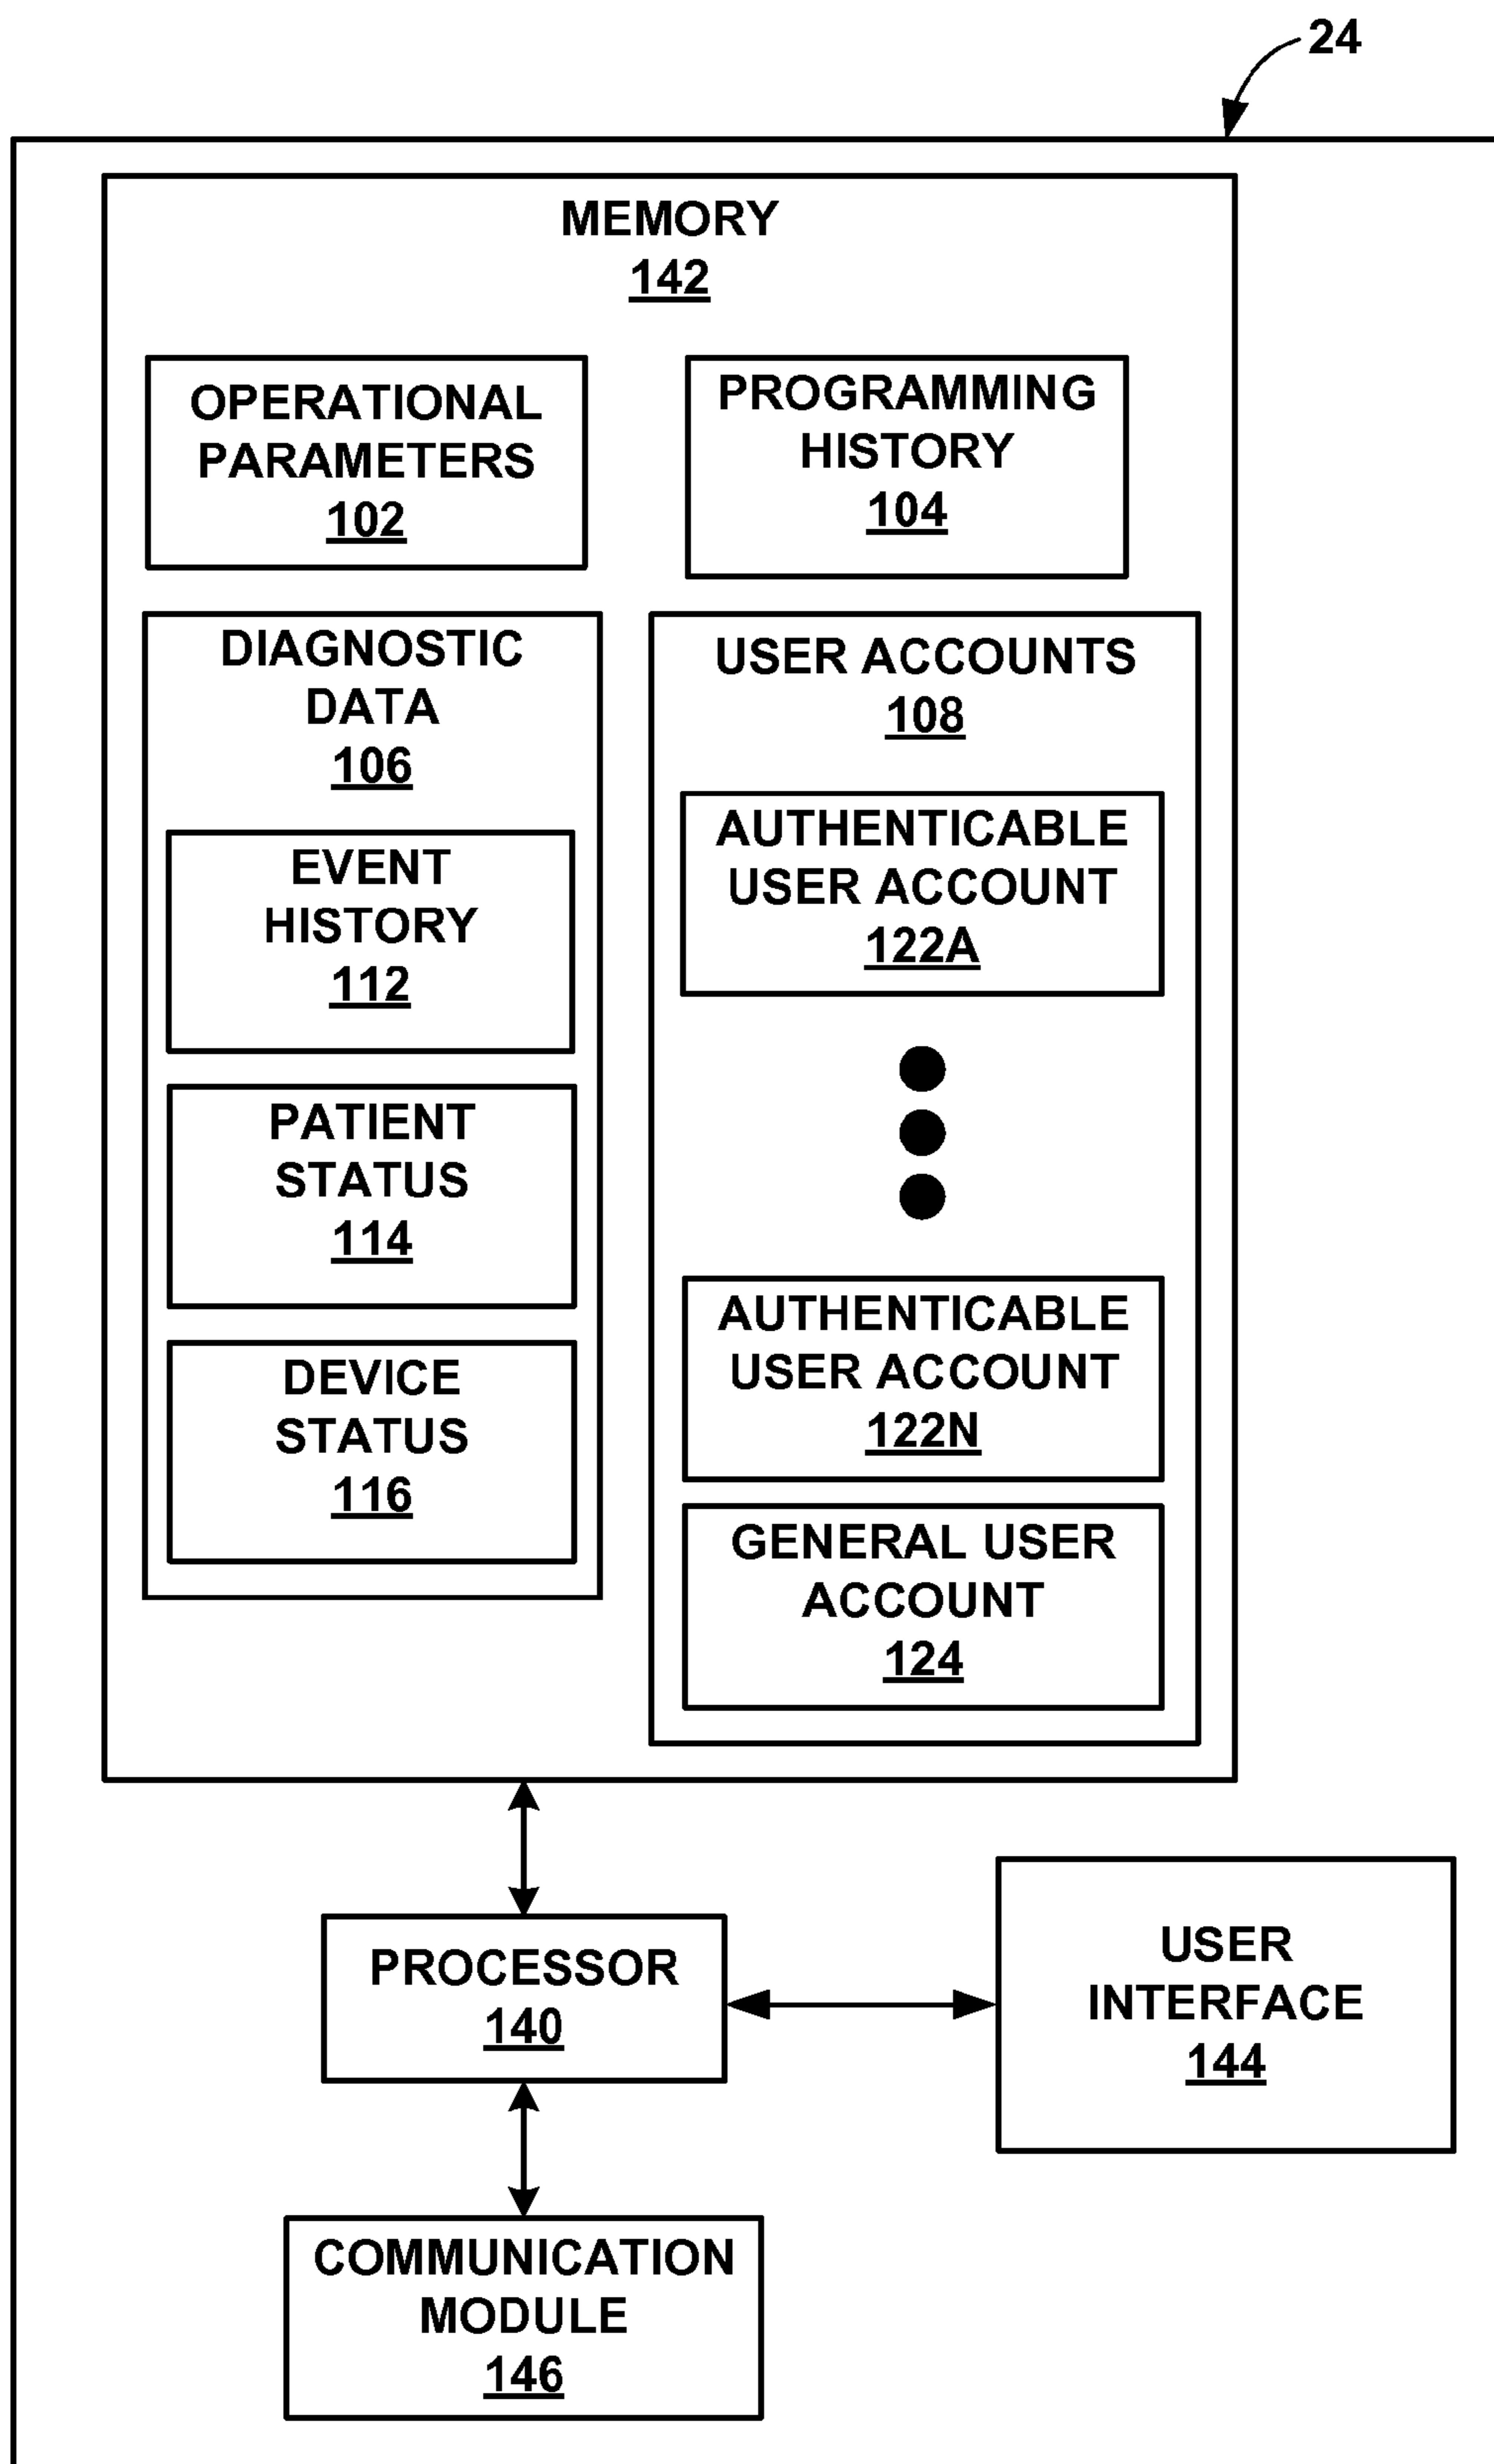 24
MEMORY
142
OPERATIONAL
PARAMETERS
102
PROGRAMMING
HISTORY
104
DIAGNOSTIC
DATA
106
EVENT
HISTORY
112
PATIENT
STATUS
114
DEVICE
STATUS
116
USER ACCOUNTS
108
AUTHENTICABLE
USER ACCOUNT
122A
AUTHENTICABLE
USER ACCOUNT
122N
GENERAL USER
ACCOUNT
124
PROCESSOR
140
USER
INTERFACE
144
COMMUNICATION
MODULE
146